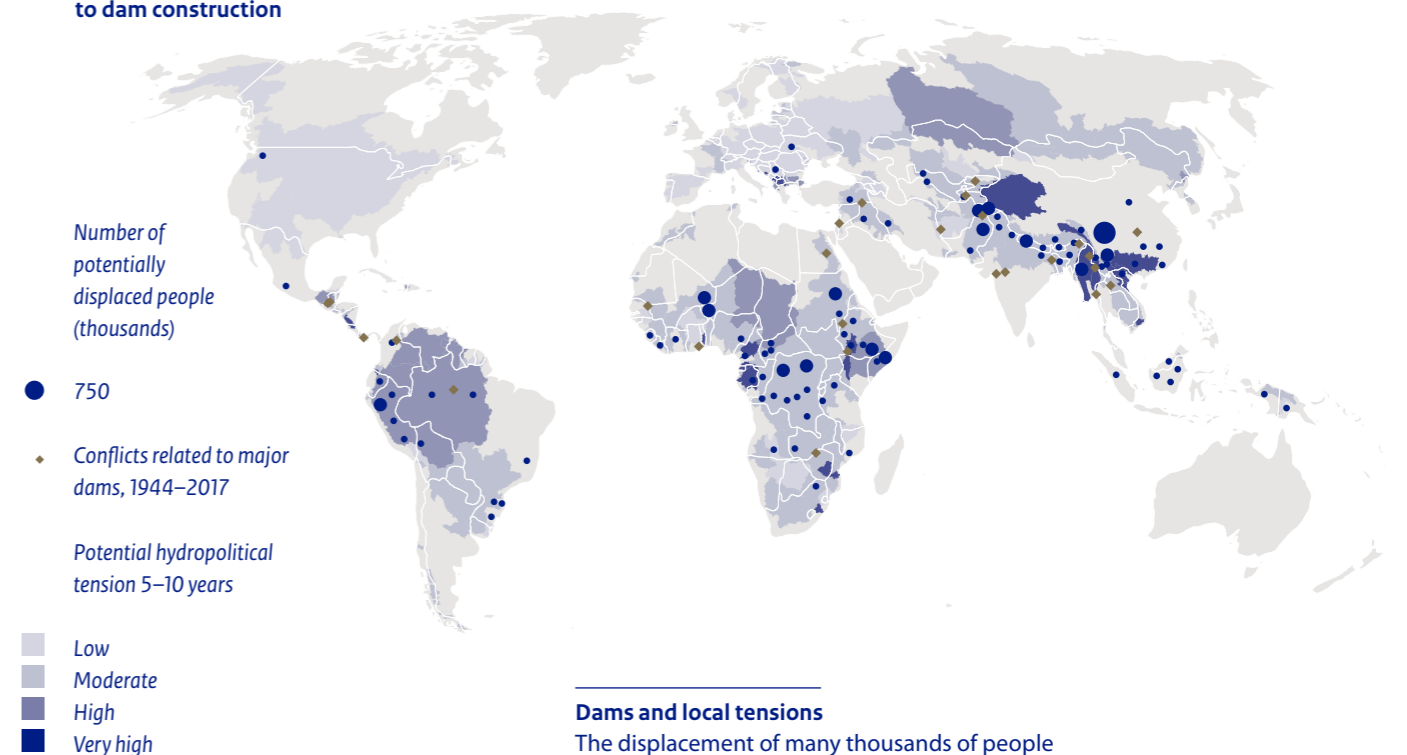 to dam construction
Number of
potentially
displaced people
(thousands)
750
Conflicts related to major
dams, 1944–2017
Potential hydropolitical
tension 5–10 years
Low
Moderate
High
Very high
Dams and local tensions
The displacement of many thousands of people